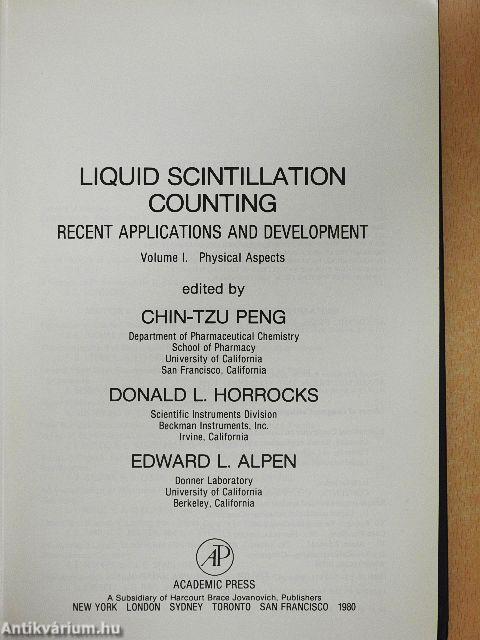 LIQUID SCINTILLATION
COUNTING
RECENT APPLICATIONS AND DEVELOPMENT
Volume I. Physical Aspects
edited by
CHIN-TZU PENG
Department of Pharmaceutical Chemistry
School of Pharmacy
University of California
San Francisco, California
DONALD L. HORROCKS
Scientific Instruments Division
Beckman Instruments, Inc.
Irvine, California
EDWARD L. ALPEN
Donner Laboratory
University of California
Berkeley, California
AP
ACADEMIC PRESS
A Subsidiary of Harcourt Brace Jovanovich, Publishers
NEW YORK LONDON SYDNEY TORONTO SAN FRANCISCO 1980
Antikvárium.hu